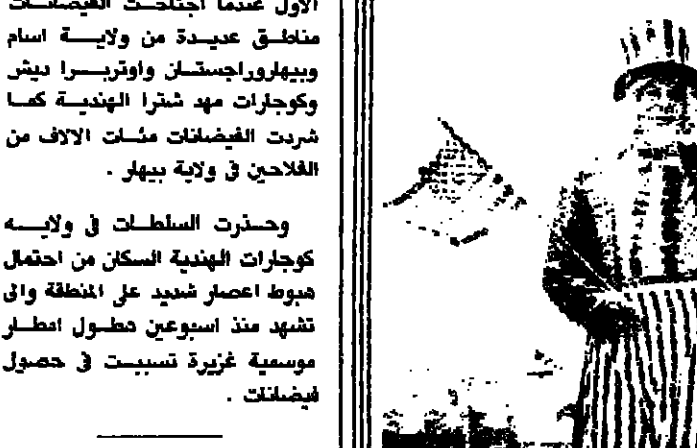 الاول عندما اجتاحت الفيضانات
مناطق عديدة من ولاية اسام
وبيهاروراجستان واوتربرا ديش
وكوجارات مهد شترا الهندية كما
شردت الفيضانات مئات الالاف من
الفلاحين في ولاية بيهار .
وحذرت السلطات في ولايه
كوجارات الهندية السكان من احتمال
هبوط اعصار شديد على المنطقة والى
تشهد منذ اسبوعين هطول امطار
موسمية غزيرة تسببت في حصول
فيضانات .